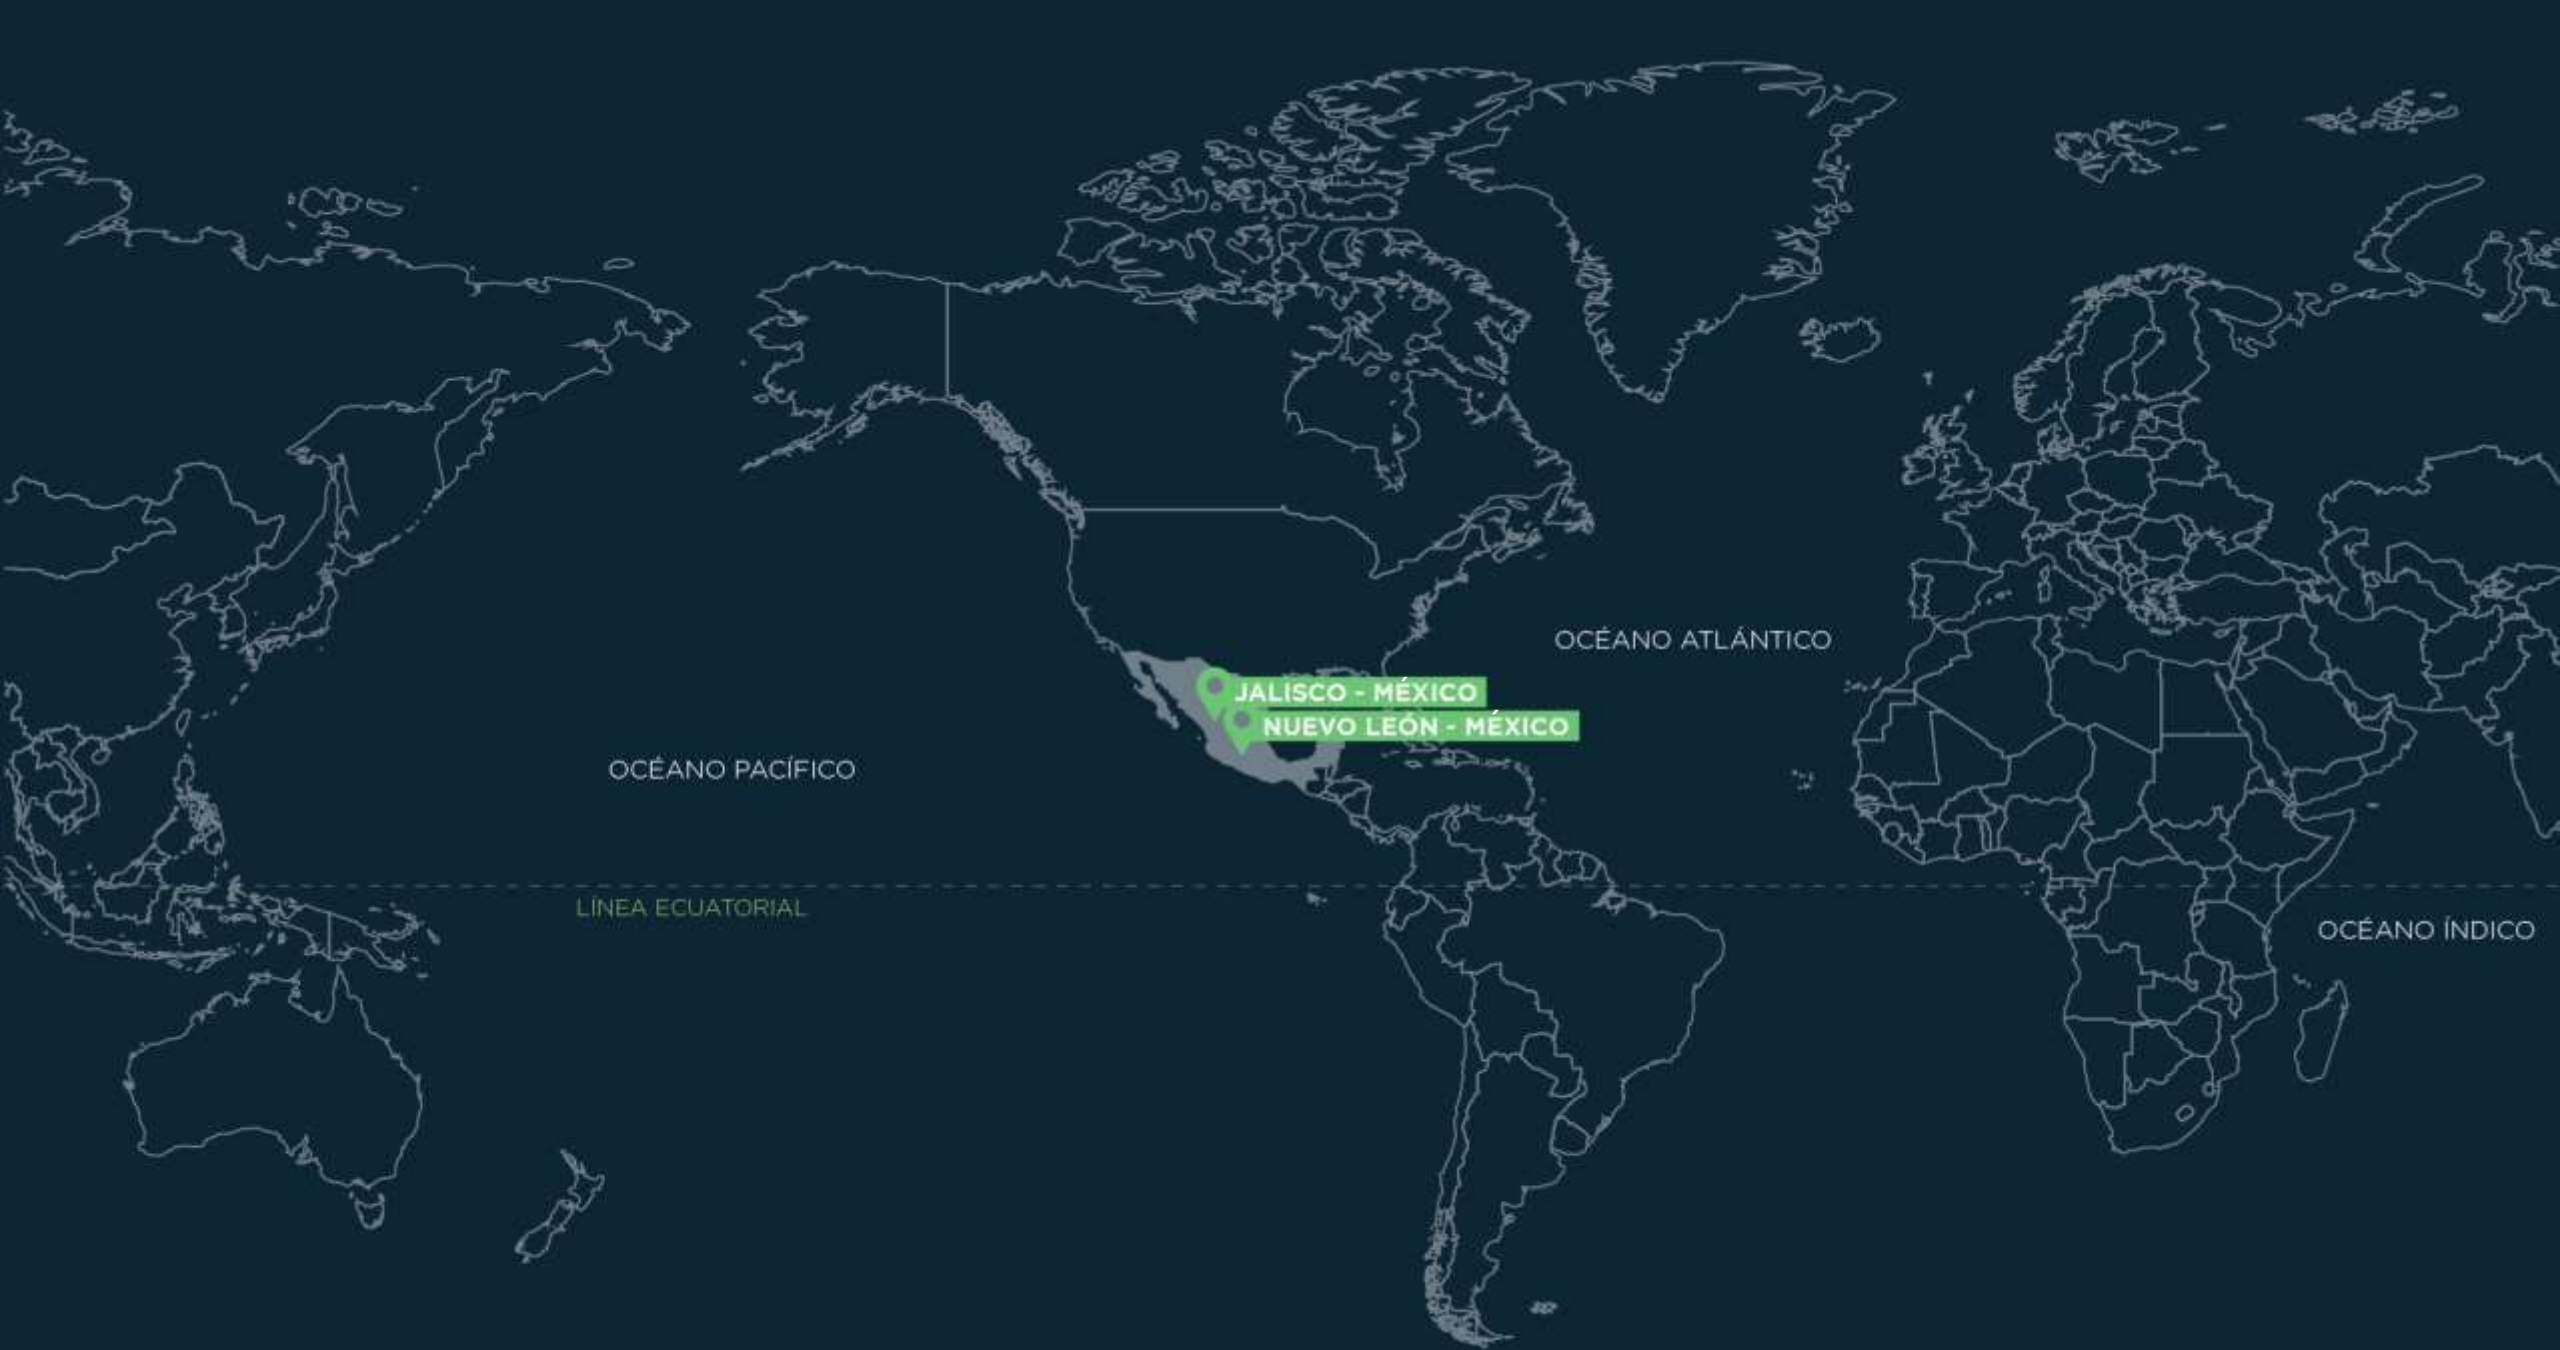 OCÉANO ATLÁNTICO
JALISCO - MÉXICO
NUEVO LEÓN - MÉXICO
OCÉANO PACÍFICO
LÍNEA ECUATORIAL
OCÉANO ÍNDICO